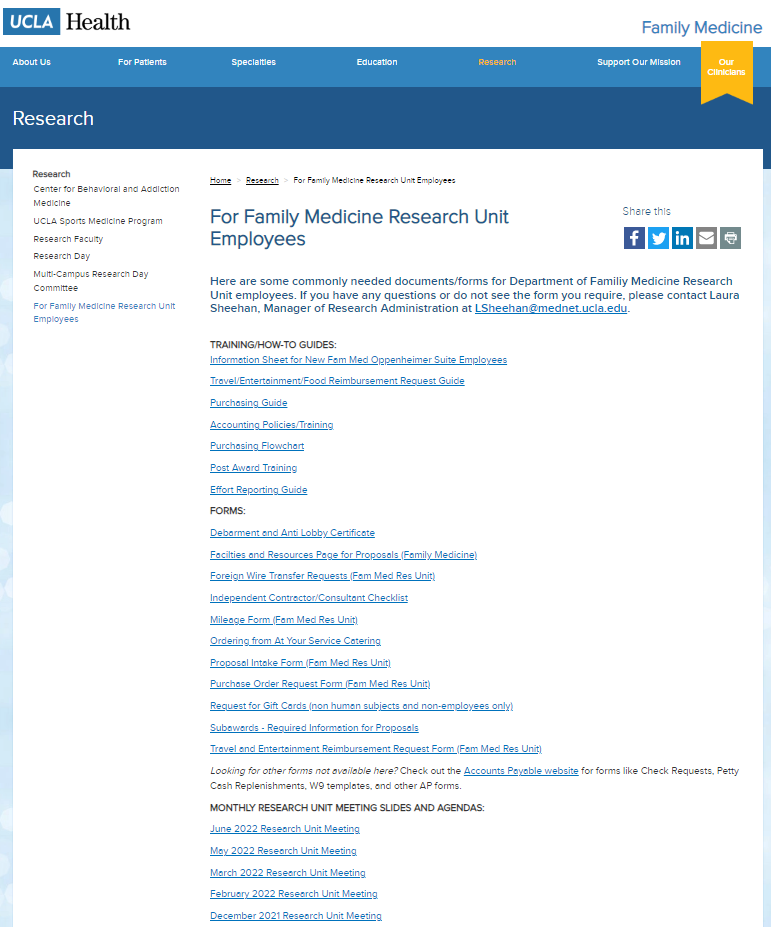 UCLA Health
Family Medicine
About Us
For Patients
Specialties
Education
Research
Support Our Mission
Our
Clinicians
Research
Research
Center for Behavioral and Addiction
Medicine
UCLA Sports Medicine Program
Research Faculty
Research Day
Multi-Campus Research Day
Committee
For Family Medicine Research Unit
Employees
Home > Research > For Family Medicine Research Unit Employees
For Family Medicine Research Unit
Employees
Share this
Here are some commonly needed documents/forms for Department of Familiy Medicine Research
Unit employees. If you have any questions or do not see the form you require, please contact Laura
Sheehan, Manager of Research Administration at LSheehan@mednet.ucla.edu.
TRAINING/HOW-TO GUIDES:
Information Sheet for New Fam Med Oppenheimer Suite Employees
Travel/Entertainment/Food Reimbursement Request Guide
Purchasing Guide
Accounting Policies/Training
Purchasing Flowchart
Post Award Training
Effort Reporting Guide
FORMS:
Debarment and Anti Lobby Certificate
Facilties and Resources Page for Proposals (Family Medicine)
Foreign Wire Transfer Requests (Fam Med Res Unit)
Independent Contractor/Consultant Checklist
Mileage Form (Fam Med Res Unit)
Ordering from At Your Service Catering
Proposal Intake Form (Fam Med Res Unit)
Purchase Order Request Form (Fam Med Res Unit)
Request for Gift Cards (non human subjects and non-employees only)
Subawards - Required Information for Proposals
Travel and Entertainment Reimbursement Request Form (Fam Med Res Unit)
Looking for other forms not available here? Check out the Accounts Payable website for forms like Check Requests, Petty
Cash Replenishments, W9 templates, and other AP forms.
MONTHLY RESEARCH UNIT MEETING SLIDES AND AGENDAS:
June 2022 Research Unit Meeting
May 2022 Research Unit Meeting
March 2022 Research Unit Meeting
February 2022 Research Unit Meeting
December 2021 Research Unit Meeting